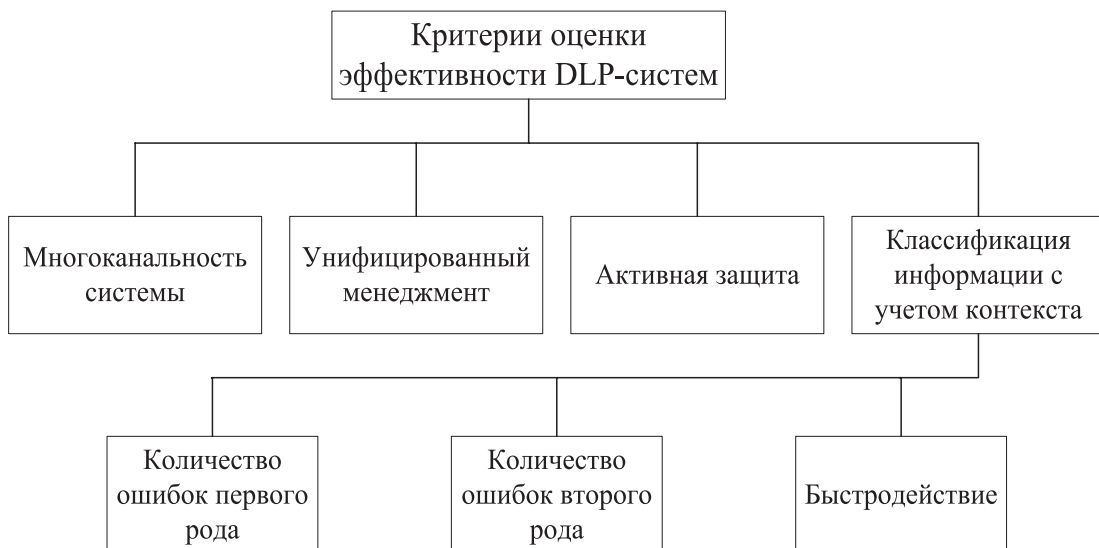 Критерии оценки
эффективности DLP-систем
Многоканальность
системы
Унифицированный
менеджмент
Активная защита
Классификация
информации с
учетом контекста
Количество
ошибок первого
рода
Количество
ошибок второго
рода
Быстродействие